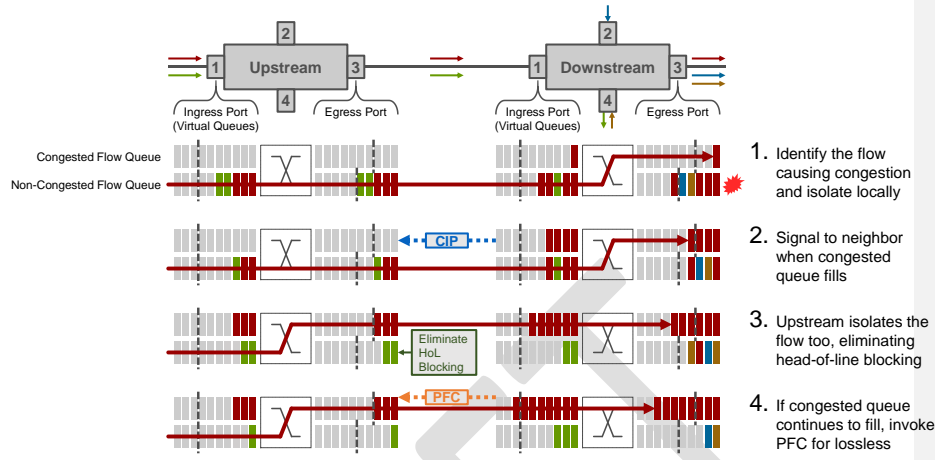 2
2
1
Upstream
3
1
Downstream
3
4
4
Ingress Port
(Virtual Queues)
Egress Port
Ingress Port
(Virtual Queues)
Egress Port
Congested Flow Queue
Non-Congested Flow Queue
1. Identify the flow
causing congestion
and isolate locally
CIP
2. Signal to neighbor
when congested
queue fills
Eliminate
HoL
Blocking
3. Upstream isolates the
flow too, eliminating
head-of-line blocking
PFC
4. If congested queue
continues to fill, invoke
PFC for lossless